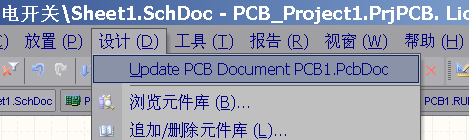 电开关\Sheet1.SchDoc - PCB_Project1.PrjPCB. Lic
C) 放置 (P) 设计 (D) 工具 (T) 报告 (R) 视窗 (W) 帮助 (H)
Update PCB Document PCB1.PcbDoc
et1.SchDoc PCB1.RUL
浏览元件库 (B)...
追加/删除元件库 (L)...